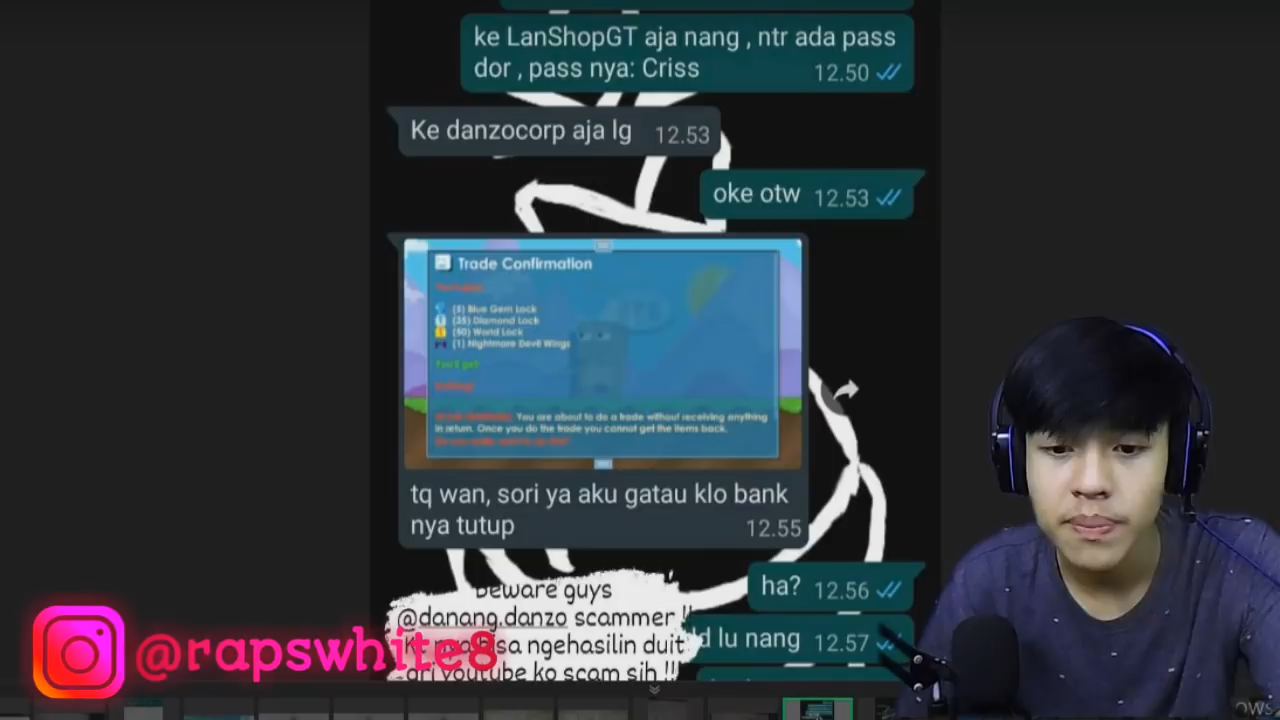 ke LanShopGT aja nang , ntr ada pass
dor , pass nya: Criss
12.50
Ke danzocorp aja lg 12.53
oke otw 12.53
Trade Confirmation
(5) Blue Gem Lock
(25) Diamond Lock
(50) World Lock
(1) Nightmare Devil Wings
You'll get:
You are about to do a trade without receiving anything
in return. Once you do the trade you cannot get the items back.
tq wan, sori ya aku gatau klo bank
nya tutup
12.55
ha? 12.56
beware guys
@danang.danzo scammer !!
isa ngehasilin duit
ari youtube ko scam sih !!
d lu nang 12.57
@rapswhite8